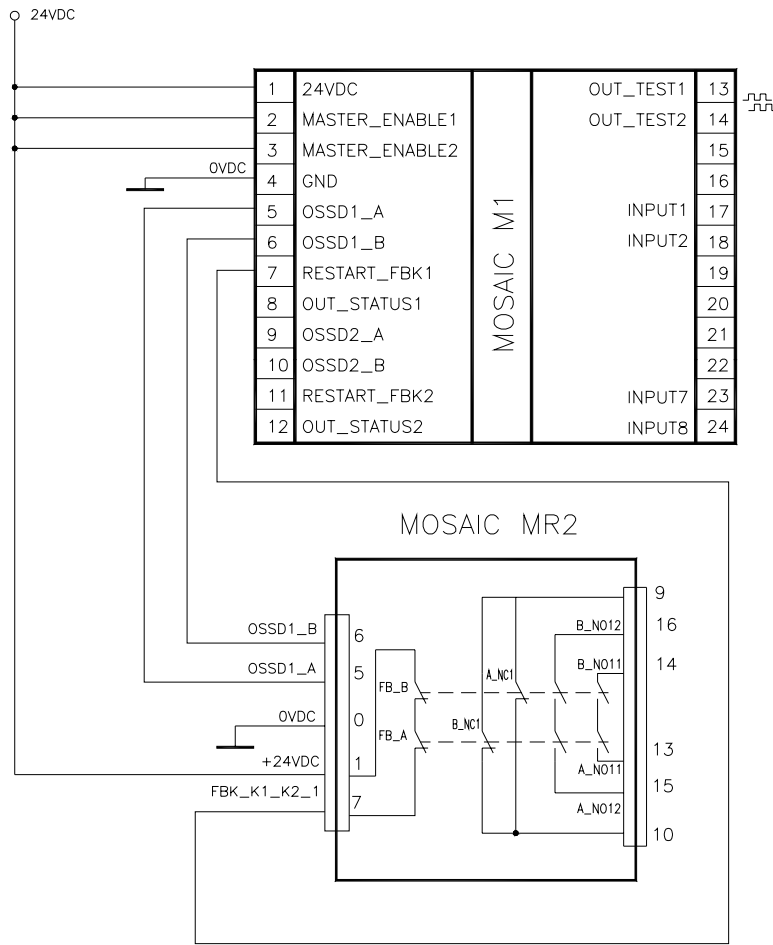 24VDC
1 24VDC OUT_TEST1 13
2 MASTER_ENABLE1 OUT_TEST2 14
3 MASTER_ENABLE2 15
0VDC
4 GND 16
5 OSSD1_A INPUT1 17
6 OSSD1_B INPUT2 18
7 RESTART_FBK1 19
8 OUT_STATUS1 20
9 OSSD2_A 21
10 OSSD2_B 22
11 RESTART_FBK2 INPUT7 23
12 OUT_STATUS2 INPUT8 24
MOSAIC M1
MOSAIC MR2
9
B_NO12 16
OSSD1_B 6
B_NO11 14
OSSD1_A 5
A_NC1
FB_B
0VDC 0
B_NC1
FB_A
13
+24VDC 1
A_NO11
15
FBK_K1_K2_1 7
A_NO12
10